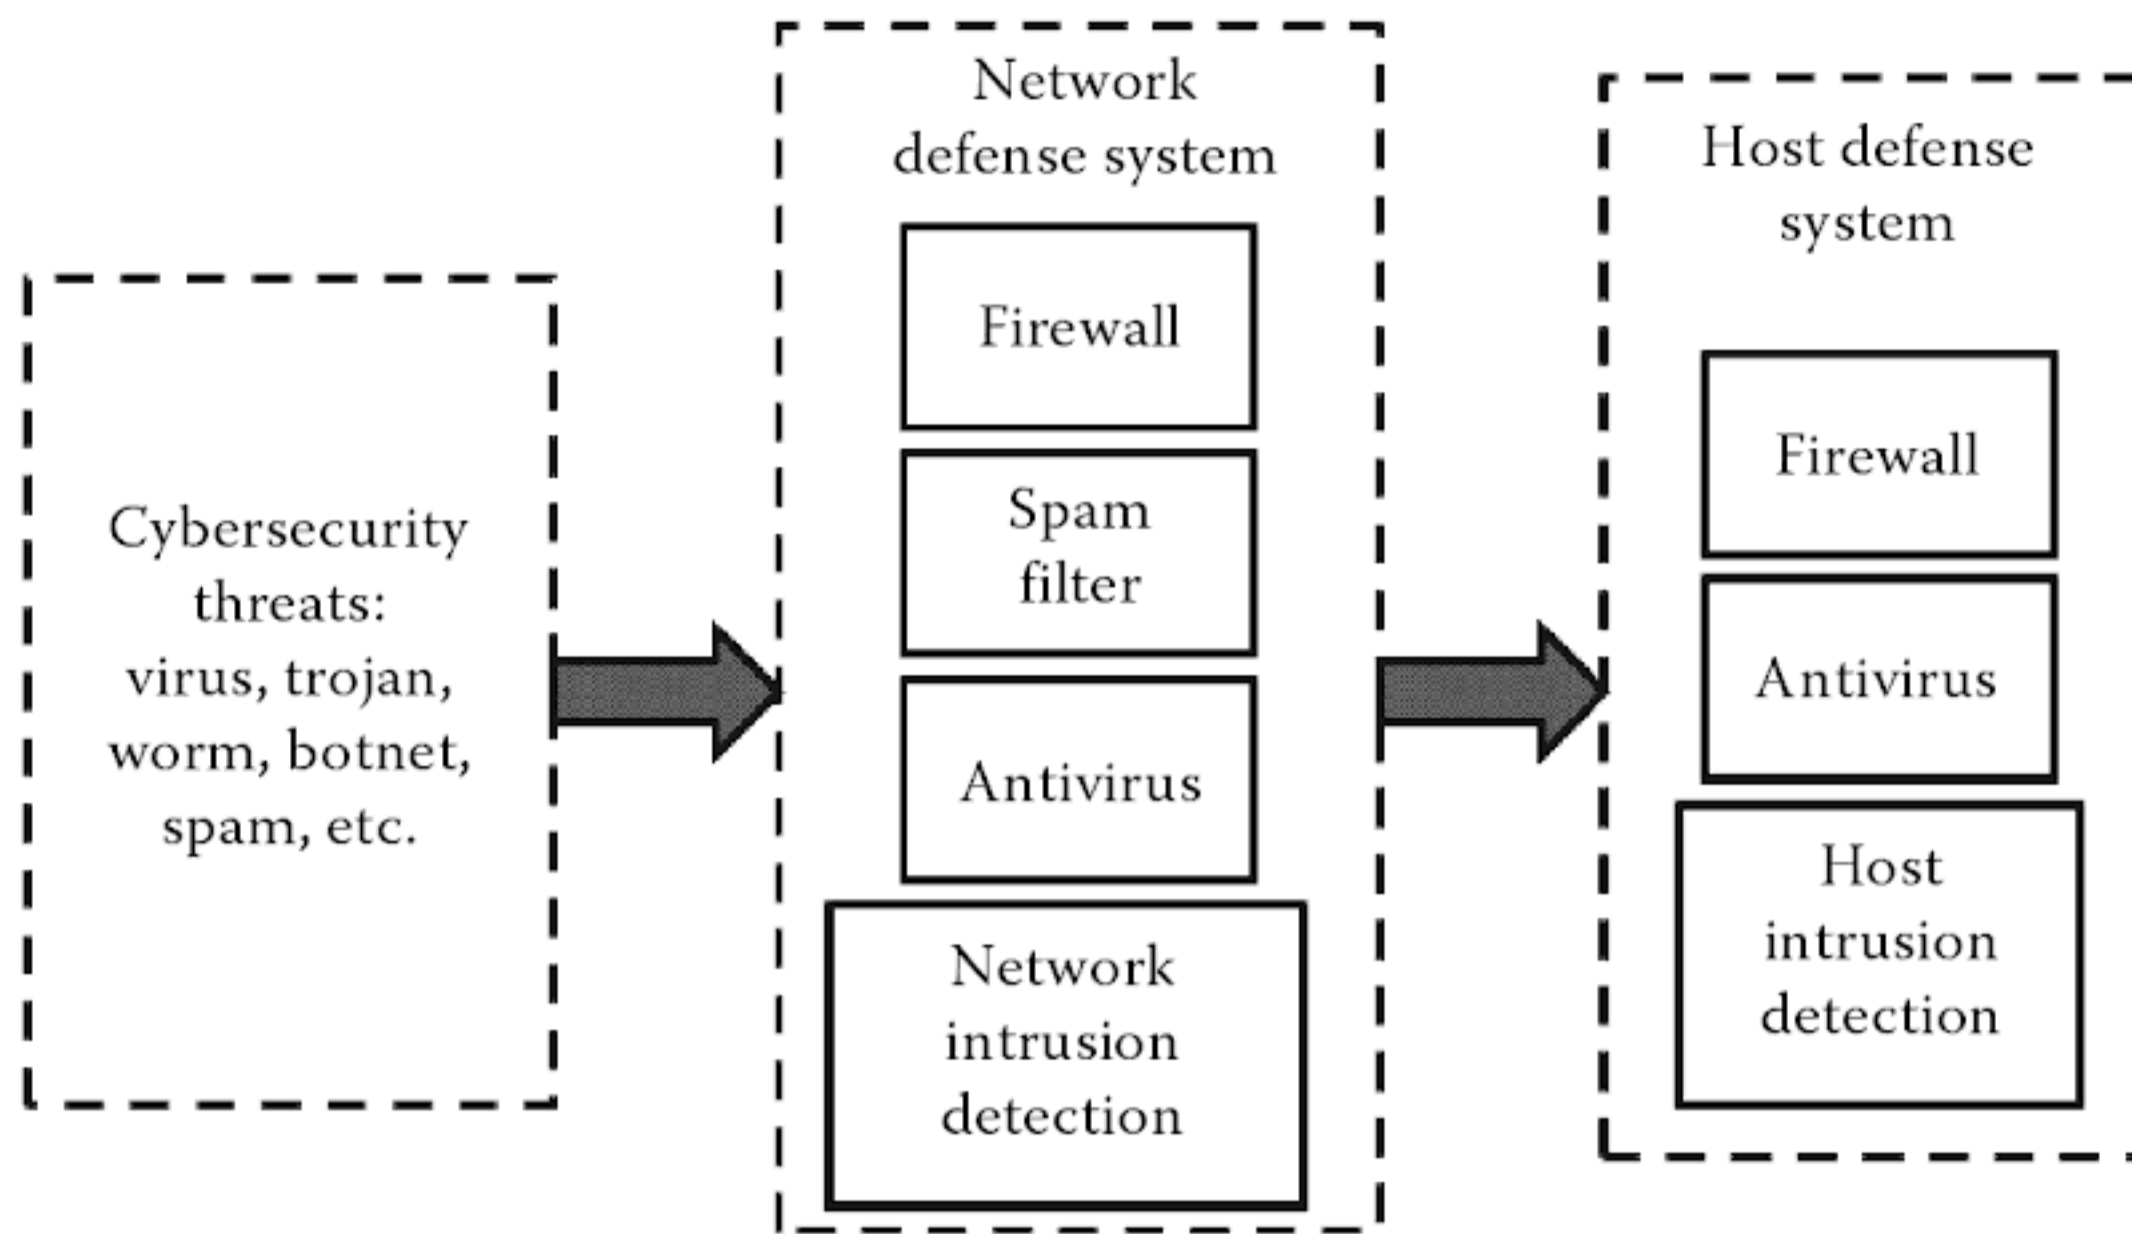 Cybersecurity
threats:
virus, trojan,
worm, botnet,
spam, etc.
Network
defense system
Firewall
Spam
filter
Antivirus
Network
intrusion
detection
Host defense
system
Firewall
Antivirus
Host
intrusion
detection